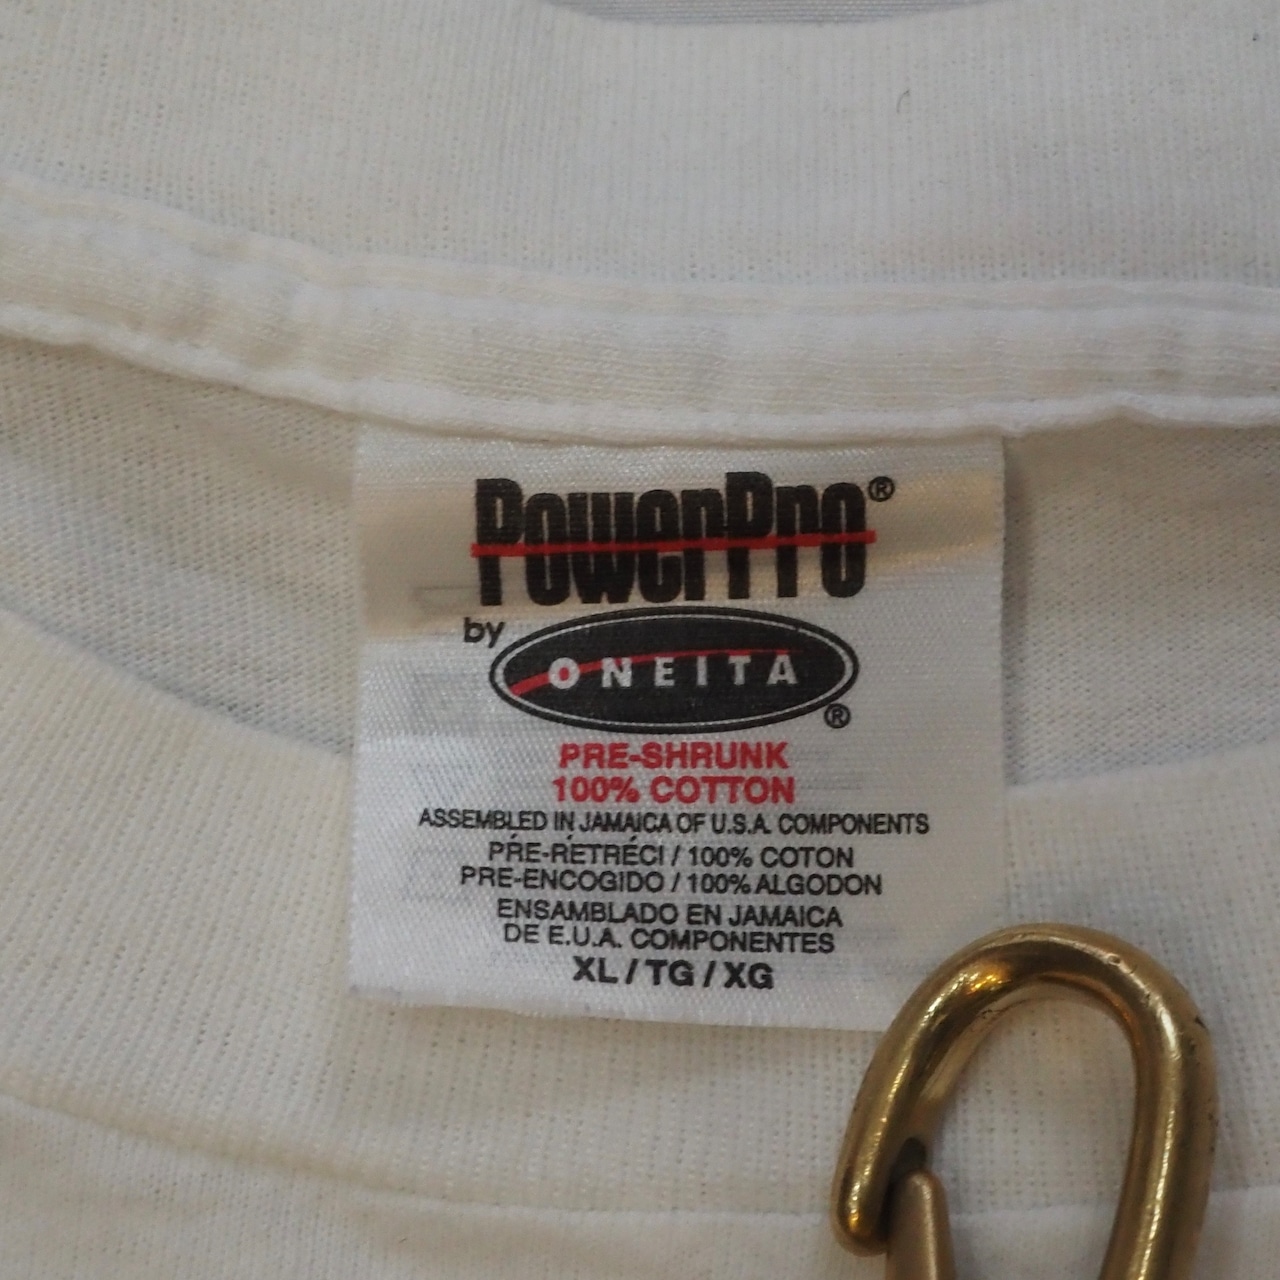 PowerPro®
by ONEITA®
PRE-SHRUNK
100% COTTON
ASSEMBLED IN JAMAICA OF U.S.A. COMPONENTS
PRÉ-RÉTRÉCI / 100% COTON
PRE-ENCOGIDO / 100% ALGODON
ENSAMBLADO EN JAMAICA
DE E.U.A. COMPONENTES
XL / TG / XG